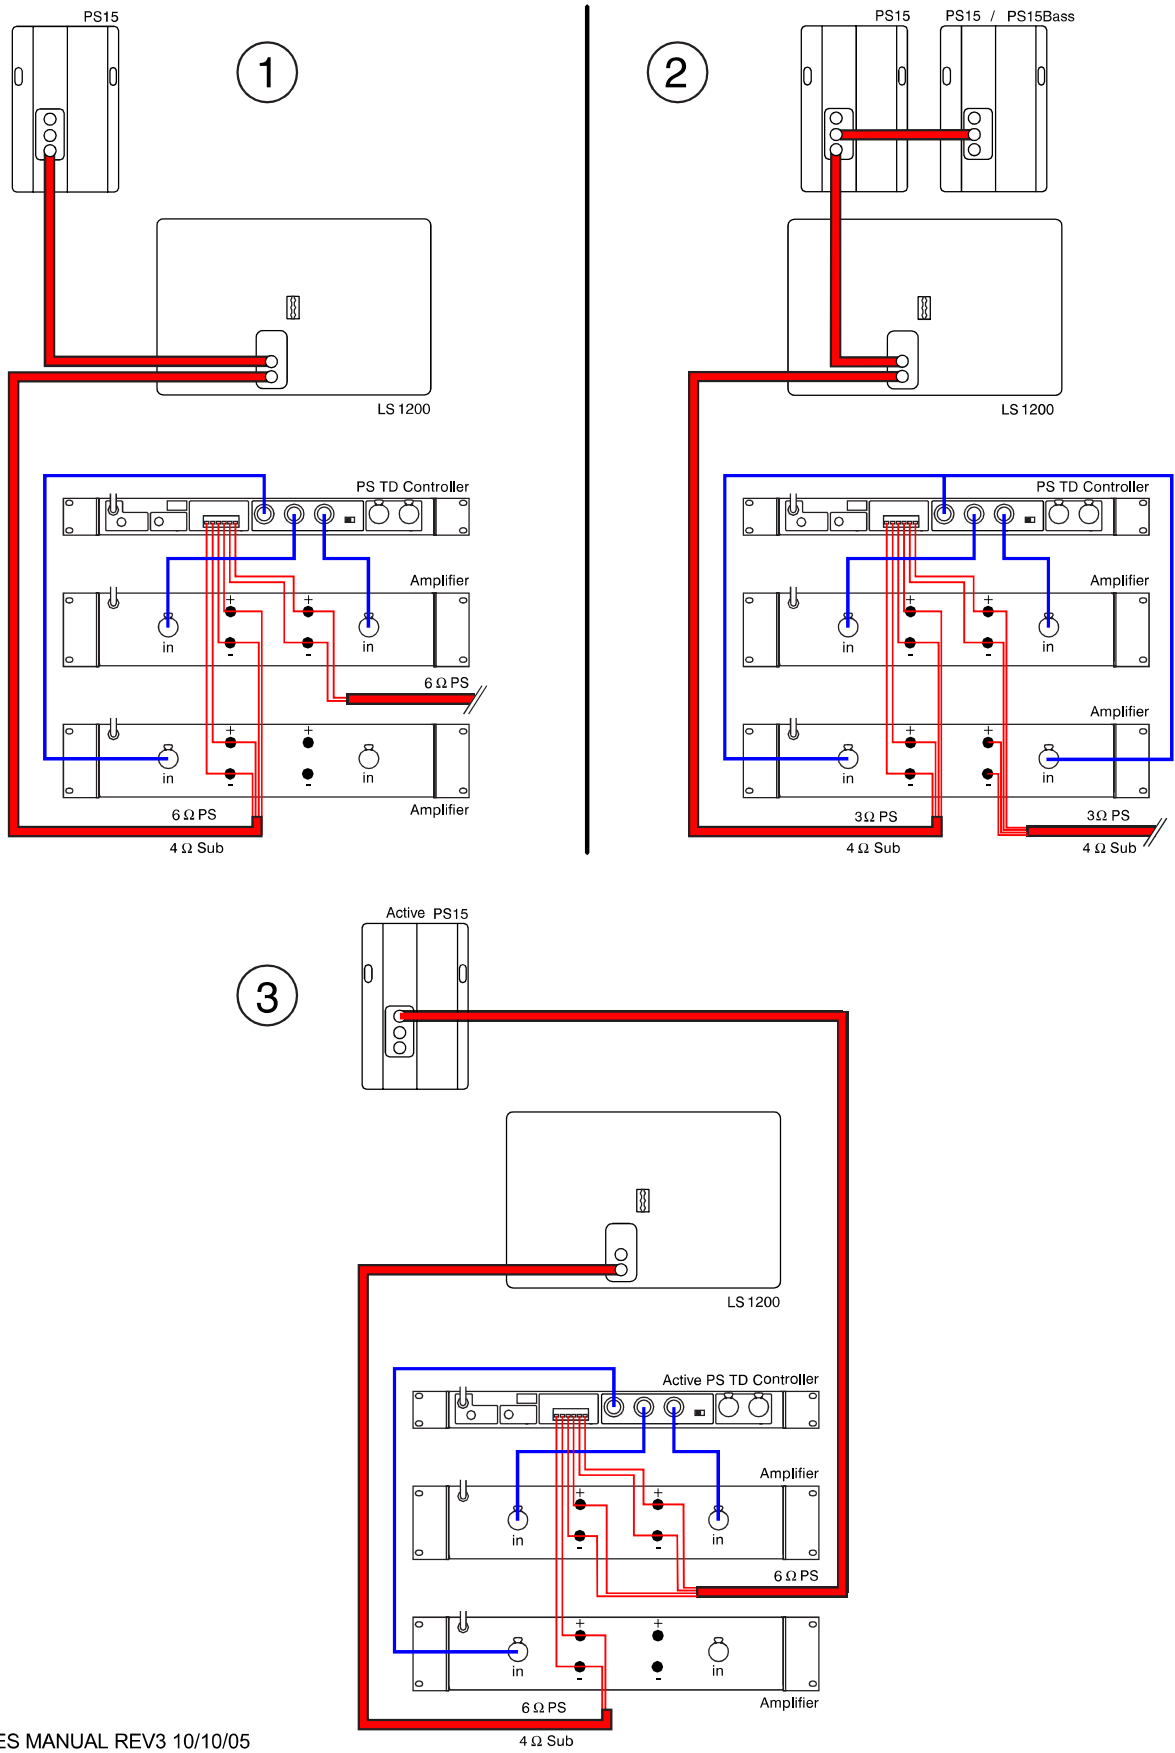 PS15
1
LS 1200
PS TD Controller
Amplifier
+ +
in in
- -
6 Ω PS
+ +
in in
- -
Amplifier
6 Ω PS
4 Ω Sub
PS15 PS15 / PS15Bass
2
LS 1200
PS TD Controller
Amplifier
+ +
in in
- -
Amplifier
+ +
in in
- -
3Ω PS 3Ω PS
4 Ω Sub 4 Ω Sub
Active PS15
3
LS 1200
Active PS TD Controller
Amplifier
+ +
in in
- -
6 Ω PS
+ +
in in
- -
Amplifier
6 Ω PS
4 Ω Sub
ES MANUAL REV3 10/10/05